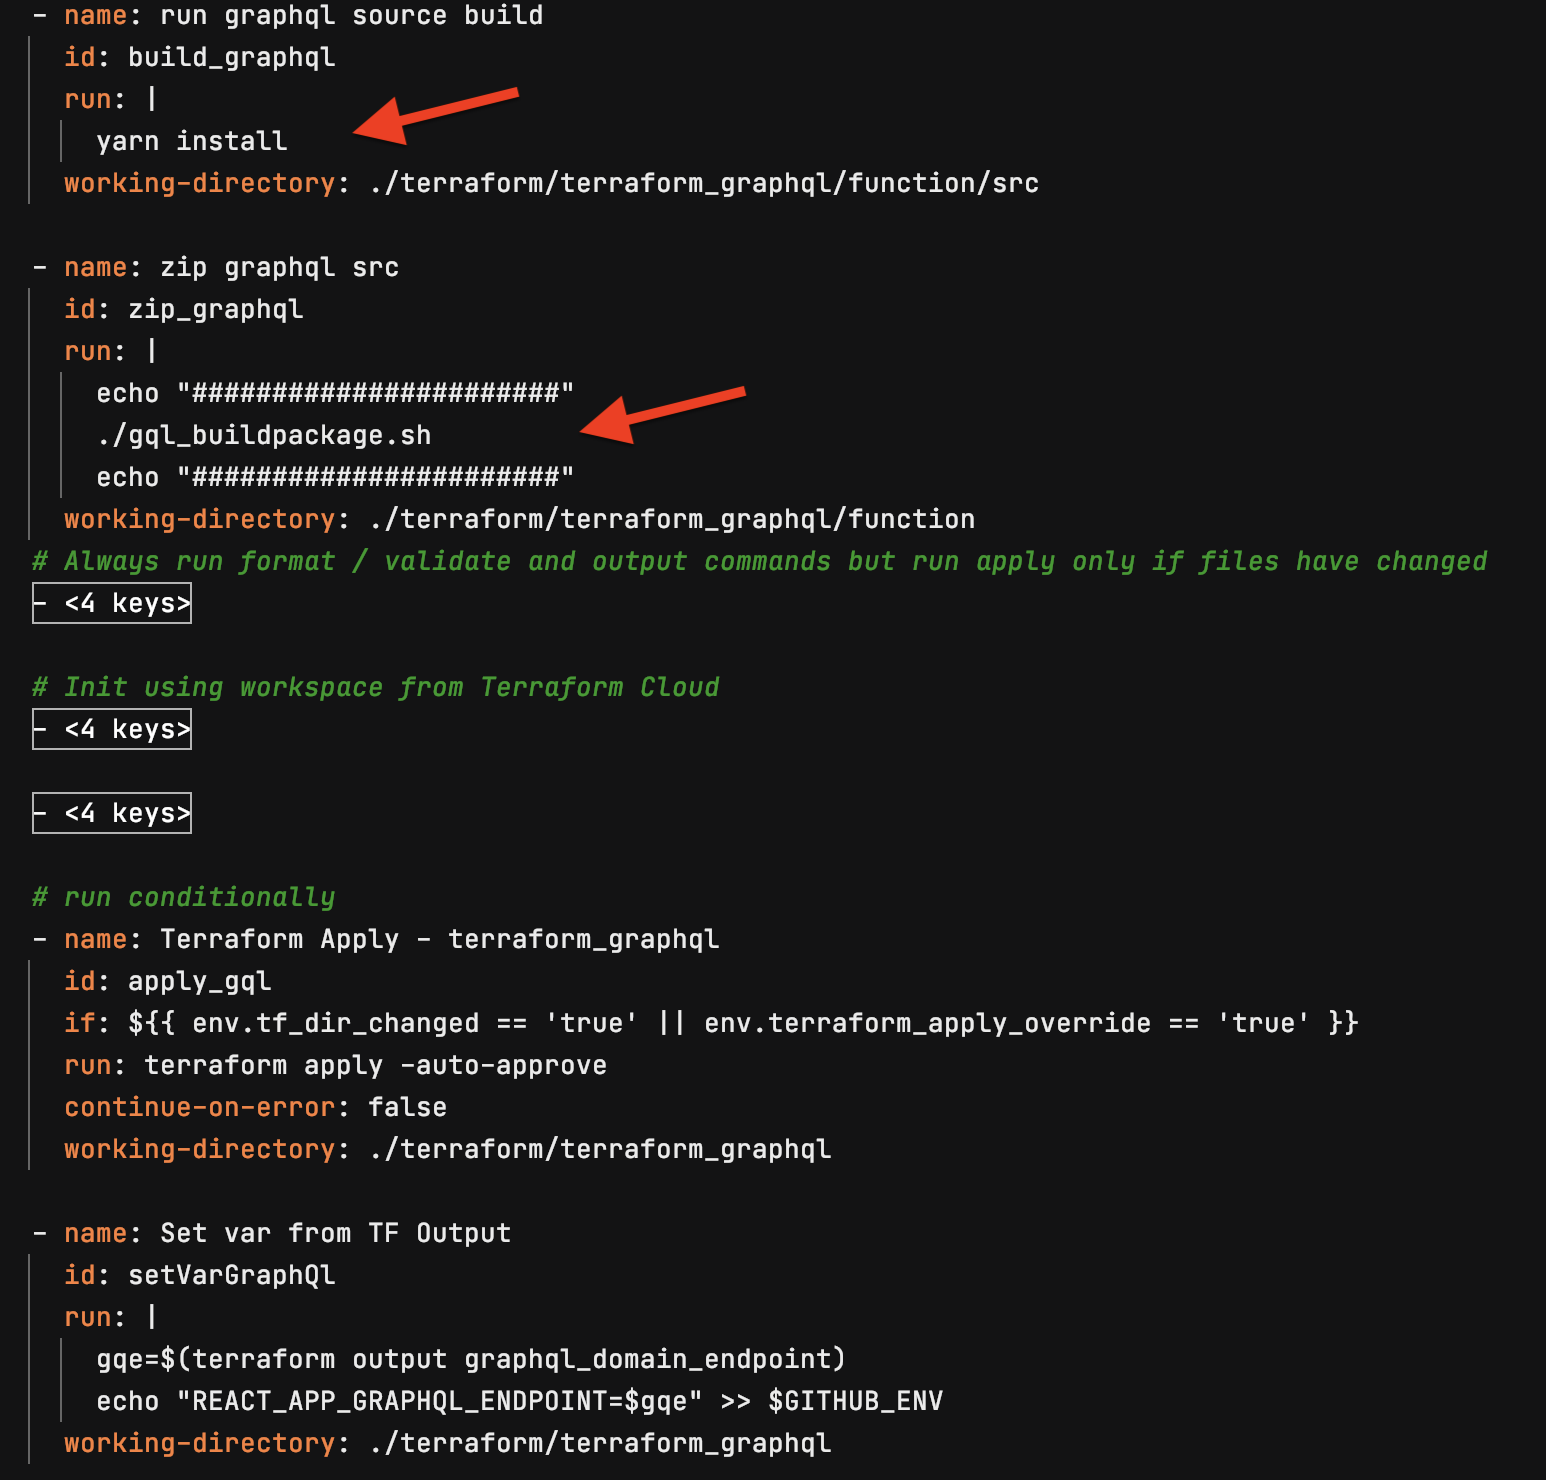 - name: run graphql source build
id: build_graphql
run: |
yarn install
working-directory: ./terraform/terraform_graphql/function/src
- name: zip graphql src
id: zip_graphql
run: |
echo "#######################"
./gql_buildpackage.sh
echo "#######################"
working-directory: ./terraform/terraform_graphql/function
# Always run format / validate and output commands but run apply only if files have changed
- <4 keys>
# Init using workspace from Terraform Cloud
- <4 keys>
- <4 keys>
# run conditionally
- name: Terraform Apply - terraform_graphql
id: apply_gql
if: ${{ env.tf_dir_changed == 'true' || env.terraform_apply_override == 'true' }}
run: terraform apply -auto-approve
continue-on-error: false
working-directory: ./terraform/terraform_graphql
- name: Set var from TF Output
id: setVarGraphQl
run: |
gqe=$(terraform output graphql_domain_endpoint)
echo "REACT_APP_GRAPHQL_ENDPOINT=$gqe" >> $GITHUB_ENV
working-directory: ./terraform/terraform_graphql